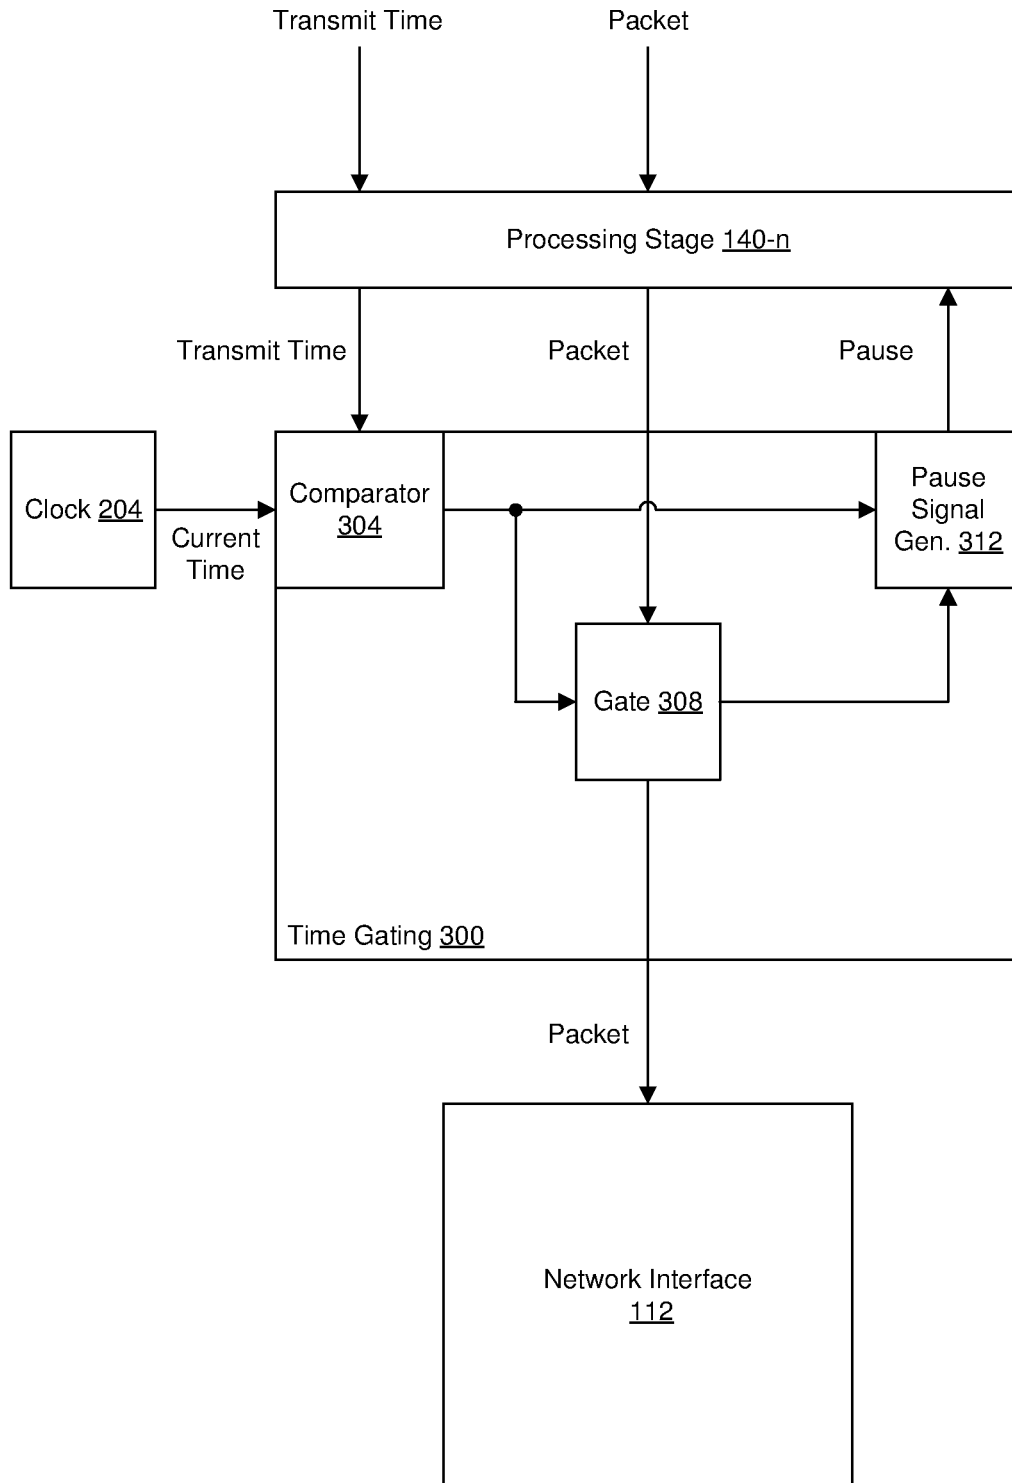 Transmit Time
Packet
Processing Stage 140-n
Transmit Time
Packet
Pause
Clock 204
Current
Time
Comparator
304
Pause
Signal
Gen. 312
Gate 308
Time Gating 300
Packet
Network Interface
112